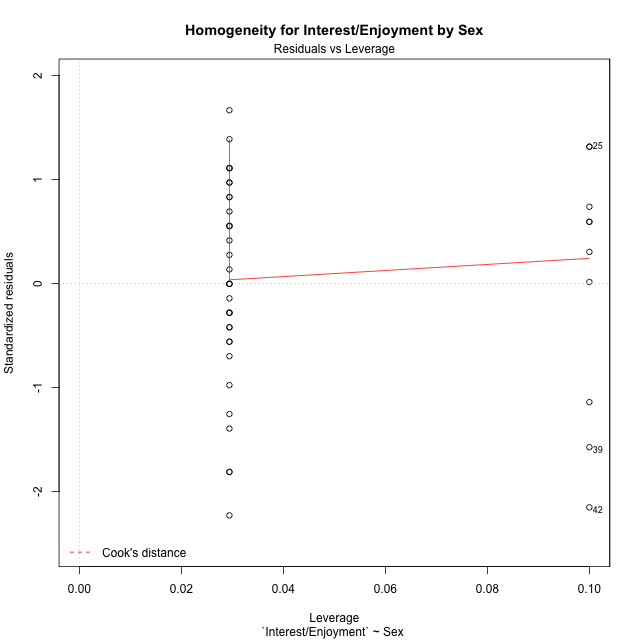 Homogeneity for Interest/Enjoyment by Sex
Residuals vs Leverage
Standardized residuals
2
1
0
-1
-2
25
39
42
Cook's distance
0.00 0.02 0.04 0.06 0.08 0.10
Leverage
`Interest/Enjoyment` ~ Sex